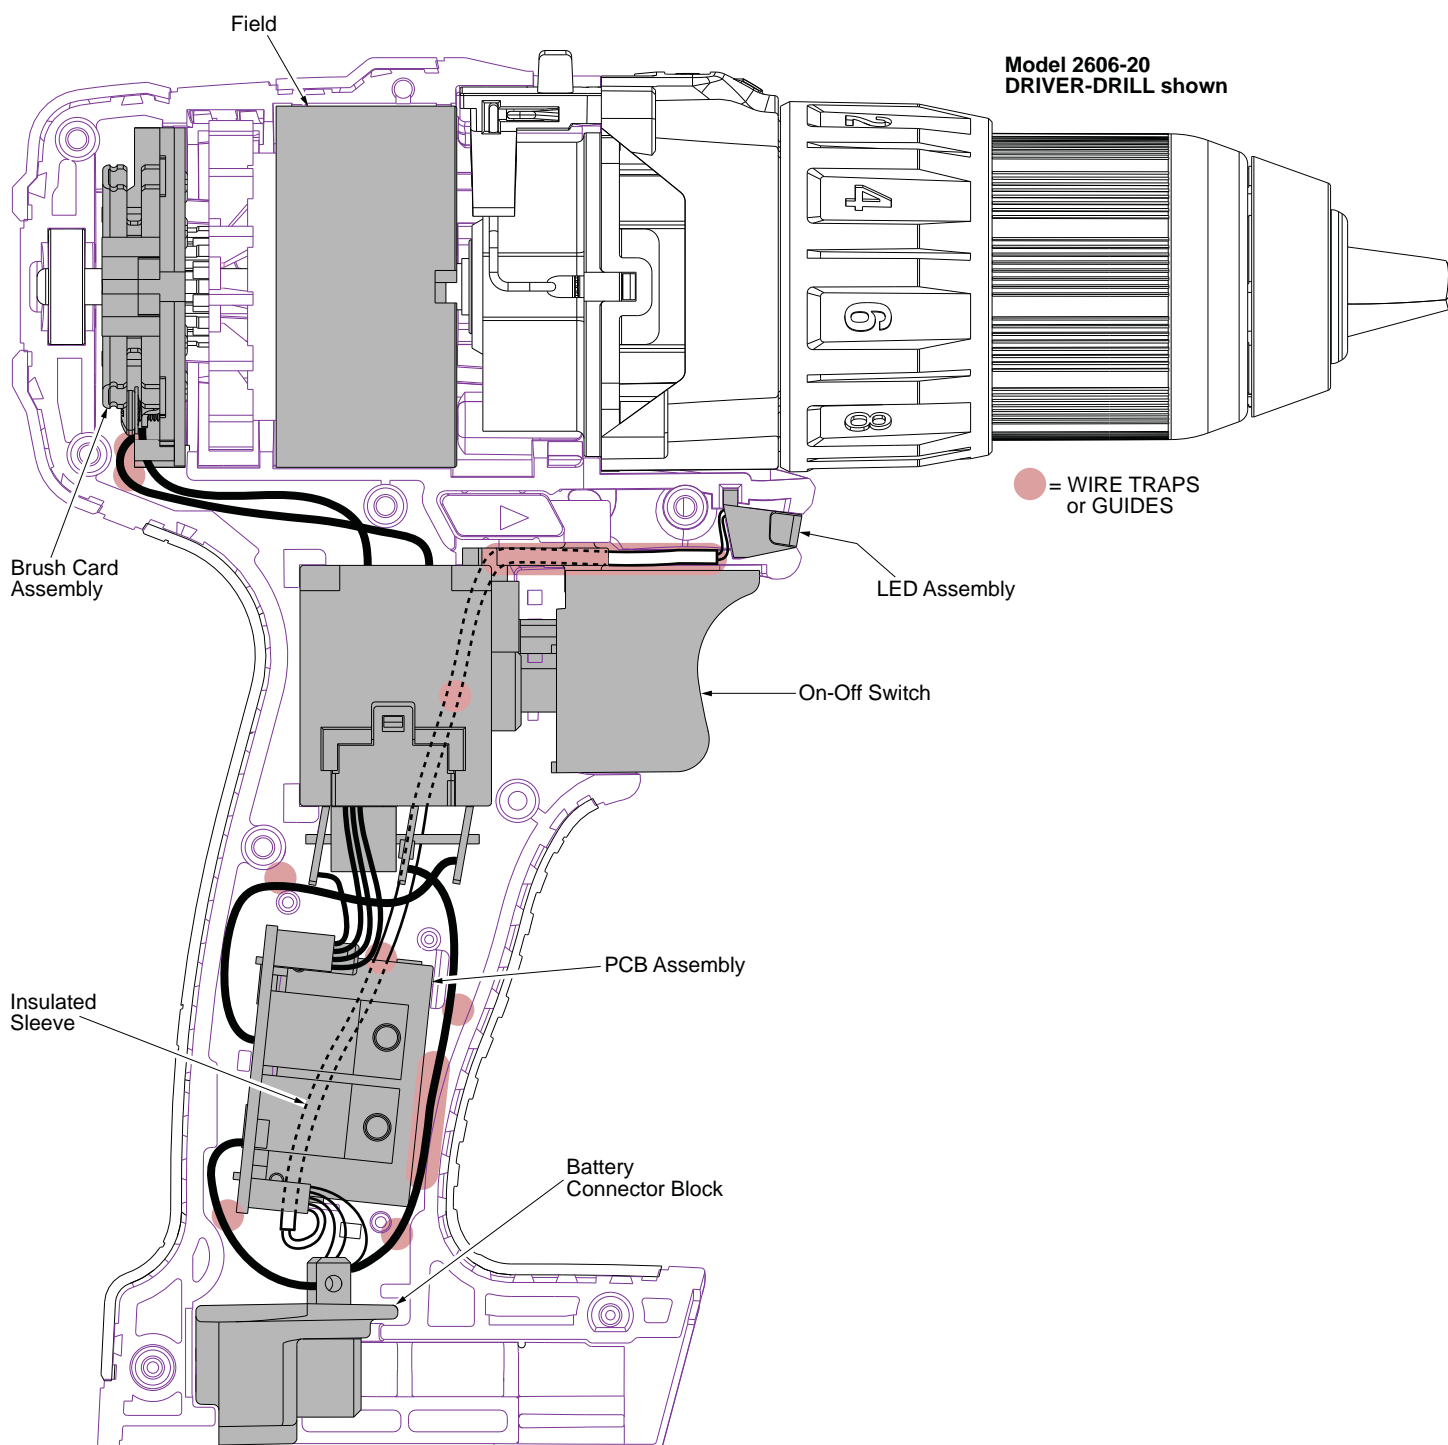 Field
Model 2606-20
DRIVER-DRILL shown
2
4
6
8
= WIRE TRAPS
or GUIDES
Brush Card
Assembly
LED Assembly
On-Off Switch
PCB Assembly
Insulated
Sleeve
Battery
Connector Block